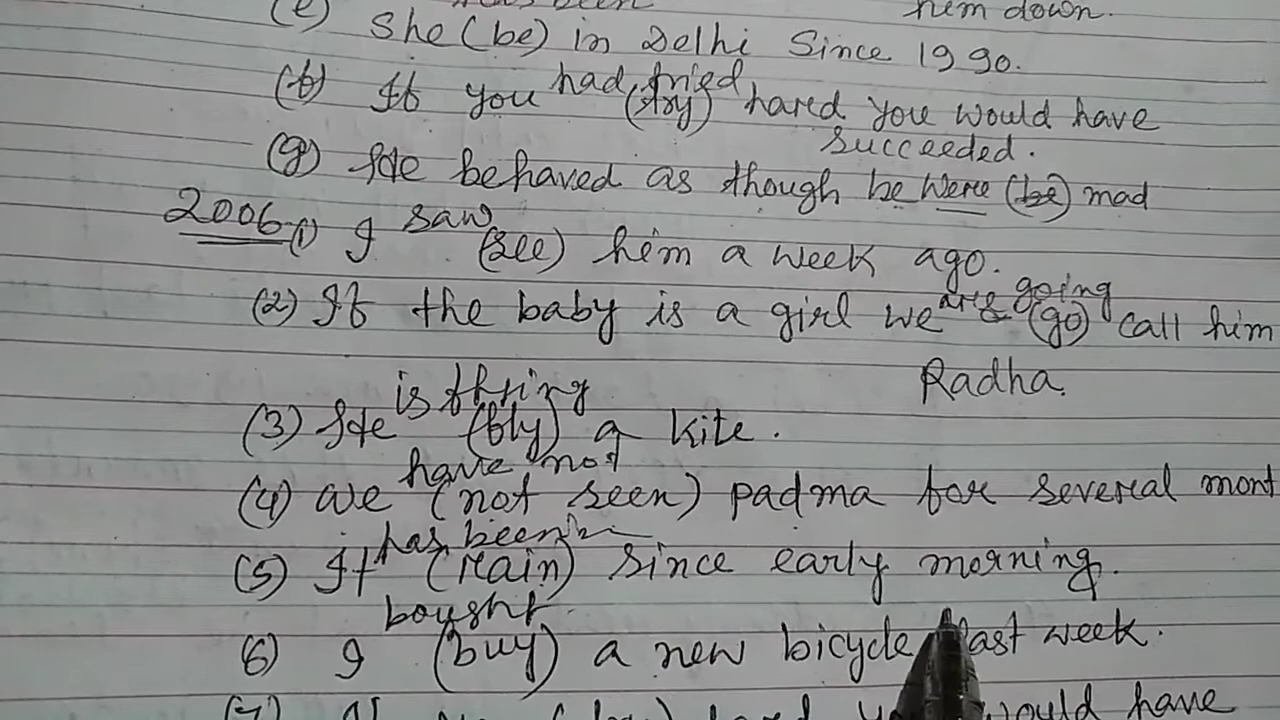 (e) has been him down.
She (be) in Delhi Since 1990.
had tried
(f) If you (try) hard you would have
succeeded.
(g) He behaved as though he were (be) mad
2006 (1) I saw (see) him a week ago.
are going
(2) If the baby is a girl we (go) call him
Radha.
is flying
(3) He (fly) a kite.
have not
(4) We (not seen) padma for several mont
has been
(5) It (rain) since early morning.
bought
(6) I (buy) a new bicycle last week.
(7) would have